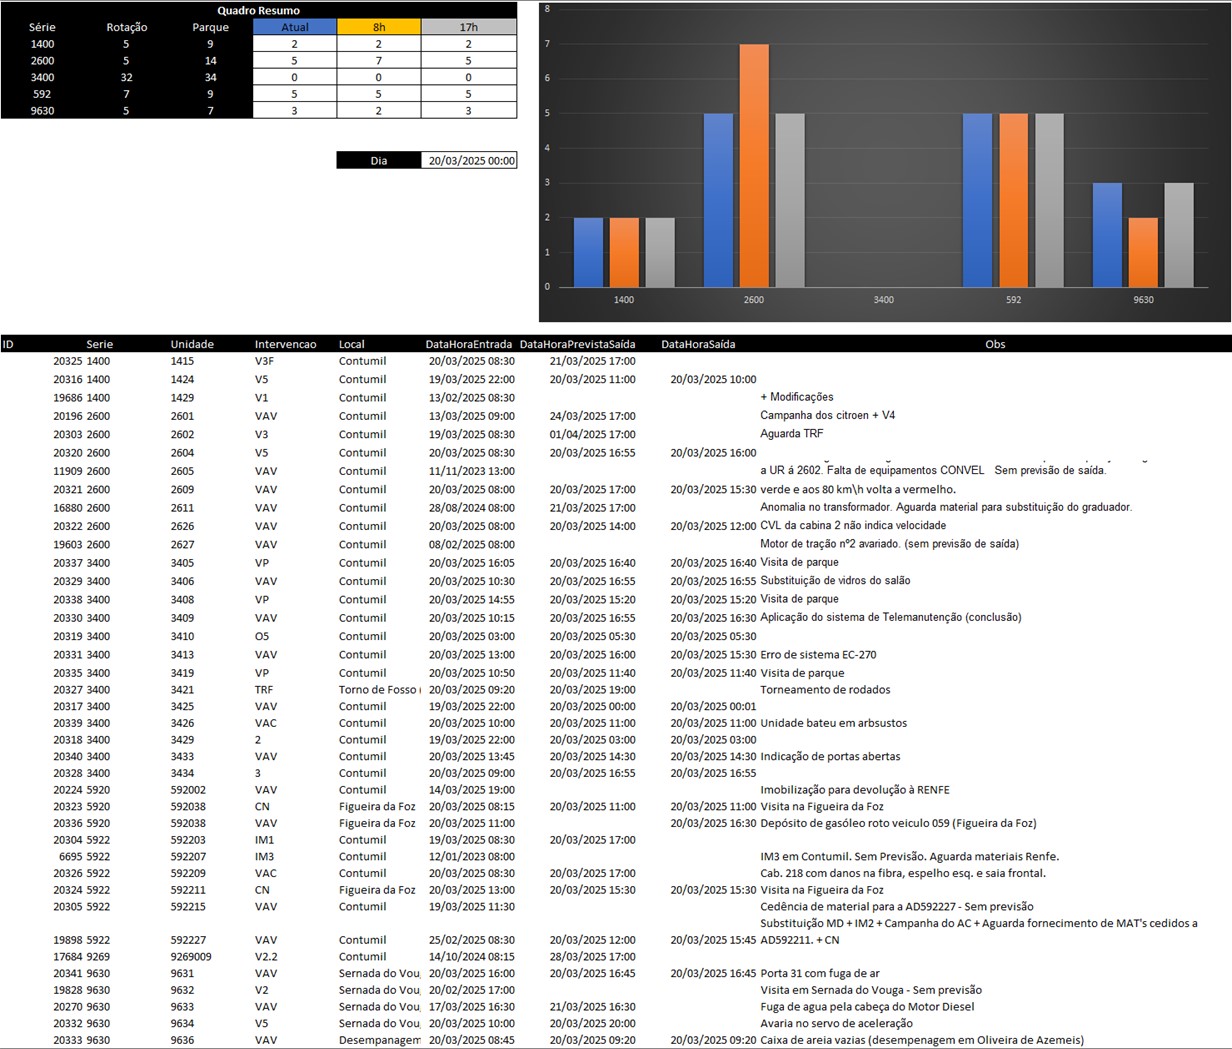 Quadro Resumo
Série Rotação Parque Atual 8h 17h
1400 5 9 2 2 2
2600 5 14 5 7 5
3400 32 34 0 0 0
592 7 9 5 5 5
9630 5 7 3 2 3
Dia 20/03/2025 00:00
8
7
6
5
4
3
2
1
0
1400 2600 3400 592 9630
ID Serie Unidade Intervencao Local DataHoraEntrada DataHoraPrevistaSaída DataHoraSaída Obs
20325 1400 1415 V3F Contumil 20/03/2025 08:30 21/03/2025 17:00
20316 1400 1424 V5 Contumil 19/03/2025 22:00 20/03/2025 11:00 20/03/2025 10:00
19686 1400 1429 V1 Contumil 13/02/2025 08:30 + Modificações
20196 2600 2601 VAV Contumil 13/03/2025 09:00 24/03/2025 17:00 Campanha dos citroen + V4
20303 2600 2602 V3 Contumil 19/03/2025 08:30 01/04/2025 17:00 Aguarda TRF
20320 2600 2604 V5 Contumil 20/03/2025 08:30 20/03/2025 16:55 20/03/2025 16:00
11909 2600 2605 VAV Contumil 11/11/2023 13:00 a UR á 2602. Falta de equipamentos CONVEL Sem previsão de saída.
20321 2600 2609 VAV Contumil 20/03/2025 08:00 20/03/2025 17:00 20/03/2025 15:30 verde e aos 80 km\h volta a vermelho.
16880 2600 2611 VAV Contumil 28/08/2024 08:00 21/03/2025 17:00 Anomalia no transformador. Aguarda material para substituição do graduador.
20322 2600 2626 VAV Contumil 20/03/2025 08:00 20/03/2025 14:00 20/03/2025 12:00 CVL da cabina 2 não indica velocidade
19603 2600 2627 VAV Contumil 08/02/2025 08:00 Motor de tração nº2 avariado. (sem previsão de saída)
20337 3400 3405 VP Contumil 20/03/2025 16:05 20/03/2025 16:40 20/03/2025 16:40 Visita de parque
20329 3400 3406 VAV Contumil 20/03/2025 10:30 20/03/2025 16:55 20/03/2025 16:55 Substituição de vidros do salão
20338 3400 3408 VP Contumil 20/03/2025 14:55 20/03/2025 15:20 20/03/2025 15:20 Visita de parque
20330 3400 3409 VAV Contumil 20/03/2025 10:15 20/03/2025 16:55 20/03/2025 16:30 Aplicação do sistema de Telemanutenção (conclusão)
20319 3400 3410 O5 Contumil 20/03/2025 03:00 20/03/2025 05:30 20/03/2025 05:30
20331 3400 3413 VAV Contumil 20/03/2025 13:00 20/03/2025 16:00 20/03/2025 15:30 Erro de sistema EC-270
20335 3400 3419 VP Contumil 20/03/2025 10:50 20/03/2025 11:40 20/03/2025 11:40 Visita de parque
20327 3400 3421 TRF Torno de Fosso ( 20/03/2025 09:20 20/03/2025 19:00 Torneamento de rodados
20317 3400 3425 VAV Contumil 19/03/2025 22:00 20/03/2025 00:00 20/03/2025 00:01
20339 3400 3426 VAC Contumil 20/03/2025 10:00 20/03/2025 11:00 20/03/2025 11:00 Unidade bateu em arbsustos
20318 3400 3429 2 Contumil 19/03/2025 22:00 20/03/2025 03:00 20/03/2025 03:00
20340 3400 3433 VAV Contumil 20/03/2025 13:45 20/03/2025 14:30 20/03/2025 14:30 Indicação de portas abertas
20328 3400 3434 3 Contumil 20/03/2025 09:00 20/03/2025 16:55 20/03/2025 16:55
20224 5920 592002 VAV Contumil 14/03/2025 19:00 Imobilização para devolução à RENFE
20323 5920 592038 CN Figueira da Foz 20/03/2025 08:15 20/03/2025 11:00 20/03/2025 11:00 Visita na Figueira da Foz
20336 5920 592038 VAV Figueira da Foz 20/03/2025 11:00 20/03/2025 16:30 Depósito de gasóleo roto veiculo 059 (Figueira da Foz)
20304 5922 592203 IM1 Contumil 19/03/2025 08:30 20/03/2025 17:00
6695 5922 592207 IM3 Contumil 12/01/2023 08:00 IM3 em Contumil. Sem Previsão. Aguarda materiais Renfe.
20326 5922 592209 VAC Contumil 20/03/2025 08:30 20/03/2025 17:00 Cab. 218 com danos na fibra, espelho esq. e saia frontal.
20324 5922 592211 CN Figueira da Foz 20/03/2025 13:00 20/03/2025 15:30 20/03/2025 15:30 Visita na Figueira da Foz
20305 5922 592215 VAV Contumil 19/03/2025 11:30 Cedência de material para a AD592227 - Sem previsão
Substituição MD + IM2 + Campanha do AC + Aguarda fornecimento de MAT's cedidos a
19898 5922 592227 VAV Contumil 25/02/2025 08:30 20/03/2025 12:00 20/03/2025 15:45 AD592211. + CN
17684 9269 9269009 V2.2 Contumil 14/10/2024 08:15 28/03/2025 17:00
20341 9630 9631 VAV Sernada do Vou 20/03/2025 16:00 20/03/2025 16:45 20/03/2025 16:45 Porta 31 com fuga de ar
19828 9630 9632 V2 Sernada do Vou 20/02/2025 17:00 Visita em Sernada do Vouga - Sem previsão
20270 9630 9633 VAV Sernada do Vou 17/03/2025 16:30 21/03/2025 16:30 Fuga de agua pela cabeça do Motor Diesel
20332 9630 9634 V5 Sernada do Vou 20/03/2025 10:00 20/03/2025 20:00 Avaria no servo de aceleração
20333 9630 9636 VAV Desempanagem 20/03/2025 08:45 20/03/2025 09:20 20/03/2025 09:20 Caixa de areia vazias (desempenagem em Oliveira de Azemeis)